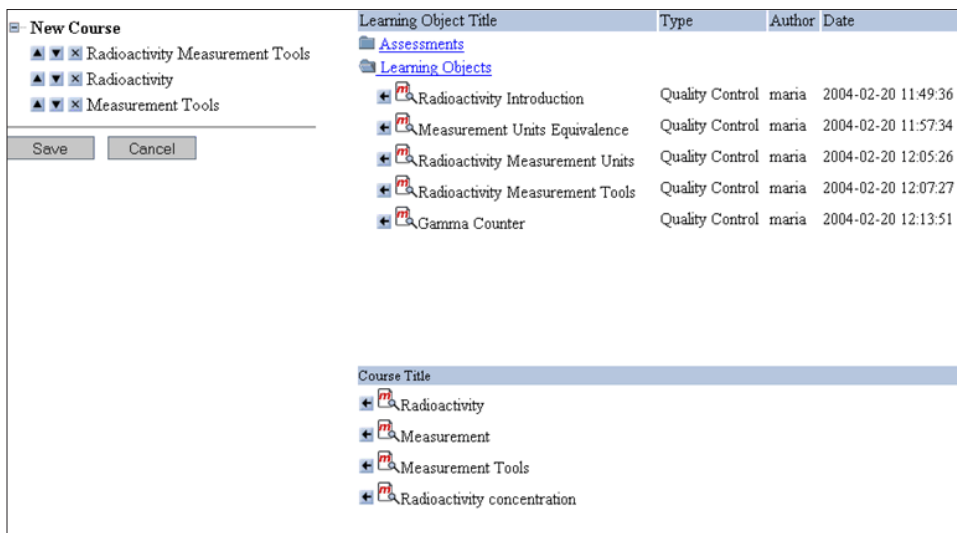 New Course
Radioactivity Measurement Tools
Radioactivity
Measurement Tools
Save Cancel
Learning Object Title Type Author Date
Assessments
Learning Objects
Radioactivity Introduction Quality Control maria 2004-02-20 11:49:36
Measurement Units Equivalence Quality Control maria 2004-02-20 11:57:34
Radioactivity Measurement Units Quality Control maria 2004-02-20 12:05:26
Radioactivity Measurement Tools Quality Control maria 2004-02-20 12:07:27
Gamma Counter Quality Control maria 2004-02-20 12:13:51
Course Title
Radioactivity
Measurement
Measurement Tools
Radioactivity concentration